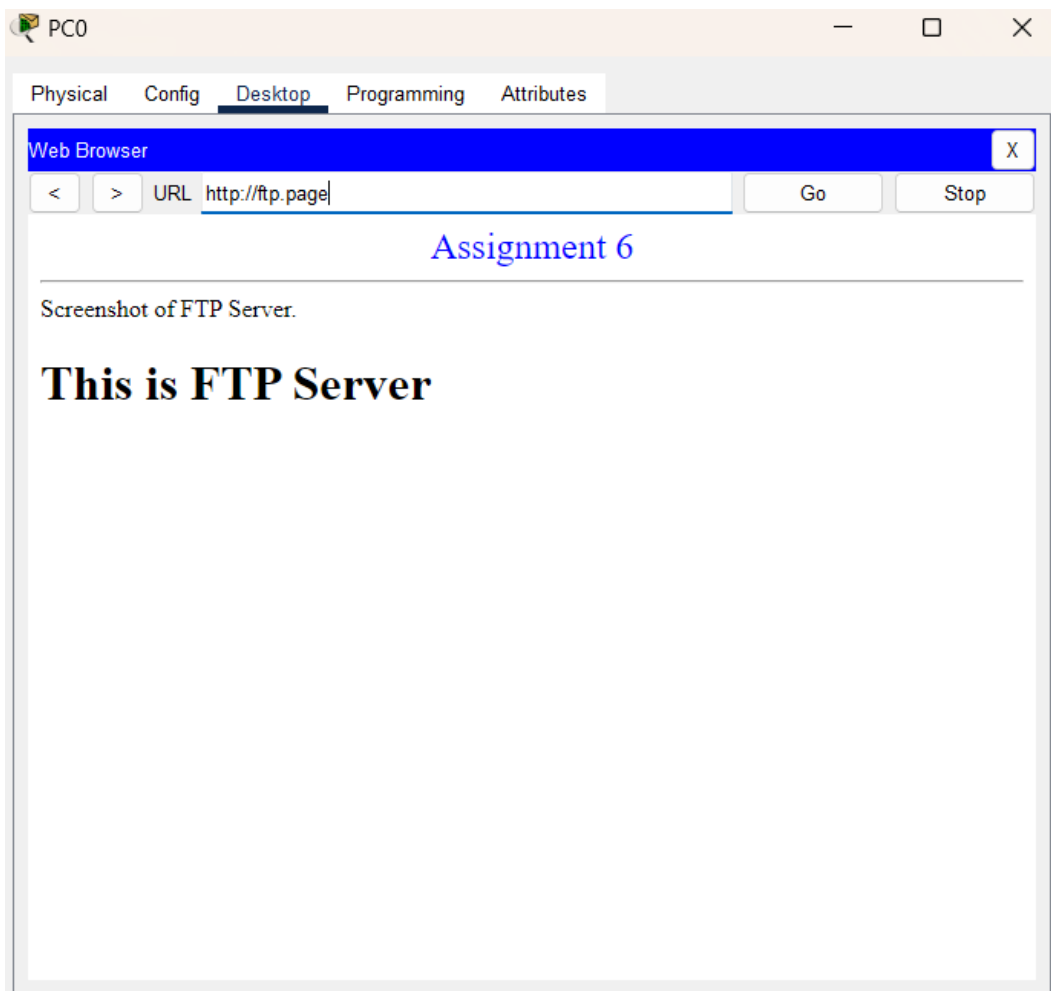 PC0
Physical Config Desktop Programming Attributes
Web Browser X
< > URL http://ftp.page Go Stop
Assignment 6
Screenshot of FTP Server.
This is FTP Server